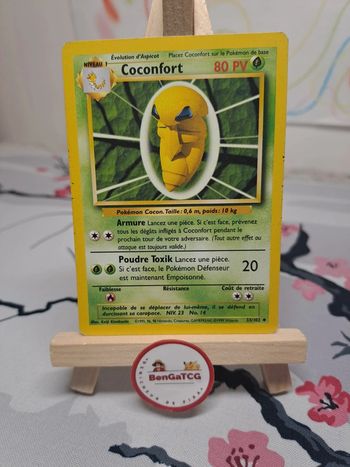 Évolution d'Aspicot Placez Coconfort sur le Pokémon de base
NIVEAU 1 Coconfort 80 PV
Pokémon Cocon. Taille: 0,6 m, poids: 10 kg
Armure Lancez une pièce. Si c'est face, prévenez
tous les dégâts infligés à Coconfort pendant le
prochain tour de votre adversaire. (Tout autre effet ou
attaque est toujours valide.)
Poudre Toxik Lancez une pièce.
Si c'est face, le Pokémon Défenseur
est maintenant Empoisonné.
20
Faiblesse Résistance Coût de retraite
Incapable de se déplacer de lui-même, il se défend en
durcissant sa carapace. NIV. 23 No. 14
33/102
BenGaTCG